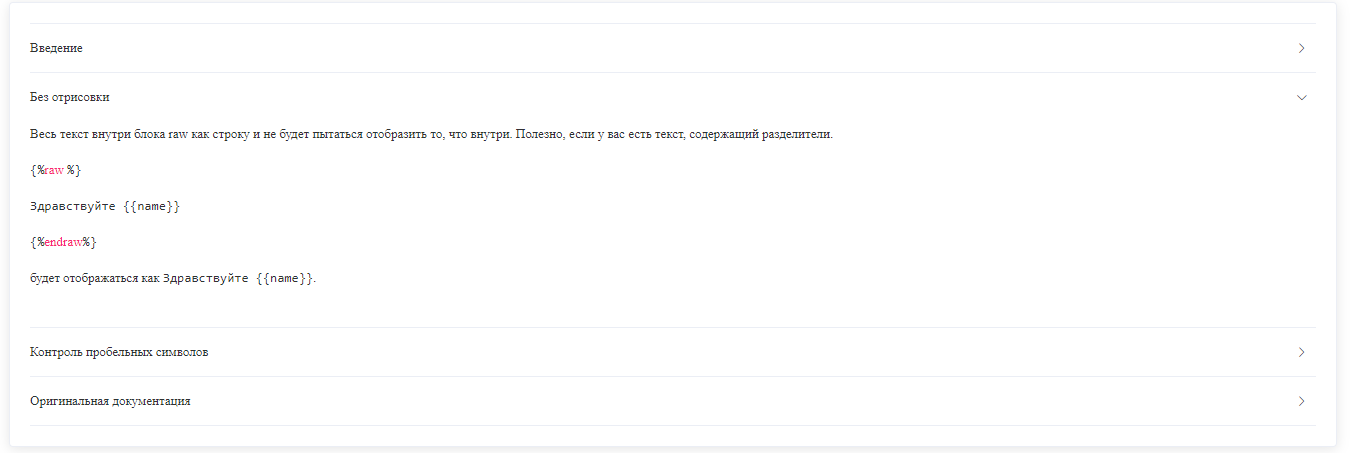 Введение
Без отрисовки
Весь текст внутри блока raw как строку и не будет пытаться отобразить то, что внутри. Полезно, если у вас есть текст, содержащий разделители.
{%raw %}
Здравствуйте {{name}}
{%endraw%}
будет отображаться как Здравствуйте {{name}}.
Контроль пробельных символов
Оригинальная документация